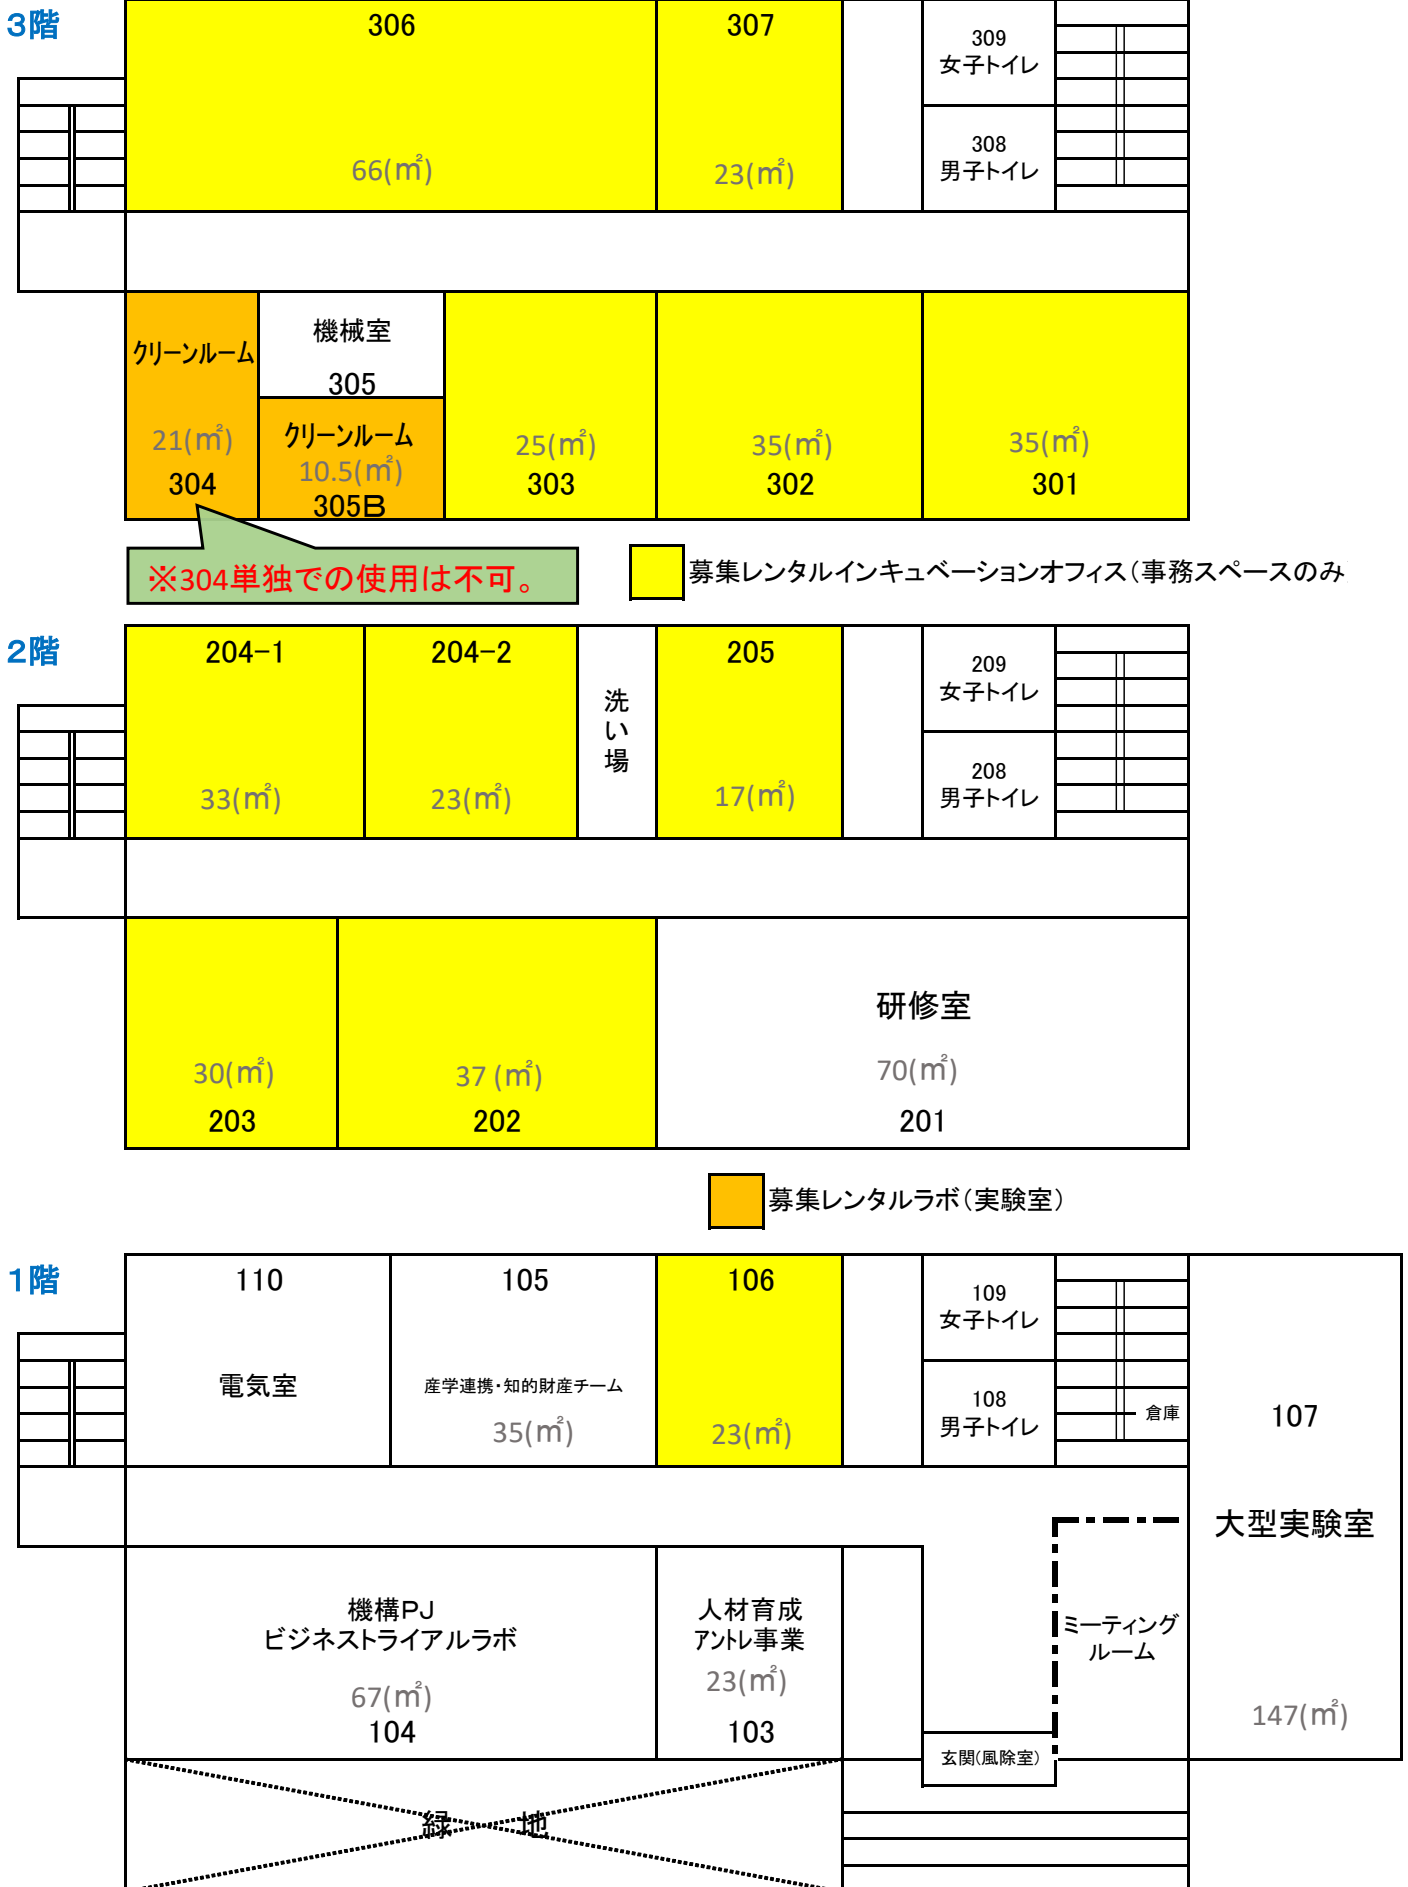 3階
306
307
309
女子トイレ
66(㎡)
23(㎡)
308
男子トイレ
クリーンルーム
機械室
305
21(㎡)
304
クリーンルーム
10.5(㎡)
305B
25(㎡)
303
35(㎡)
302
35(㎡)
301
※304単独での使用は不可。
募集レンタルインキュベーションオフィス(事務スペースのみ
2階
204-1
204-2
205
209
女子トイレ
洗
い
場
33(㎡)
23(㎡)
17(㎡)
208
男子トイレ
30(㎡)
203
37 (㎡)
202
研修室
70(㎡)
201
募集レンタルラボ(実験室)
1階
110
105
106
109
女子トイレ
電気室
産学連携・知的財産チーム
35(㎡)
23(㎡)
108
男子トイレ
倉庫
107
大型実験室
147(㎡)
機構PJ
ビジネストライアルラボ
67(㎡)
104
人材育成
アントレ事業
23(㎡)
103
ミーティング
ルーム
玄関(風除室)
緑 地